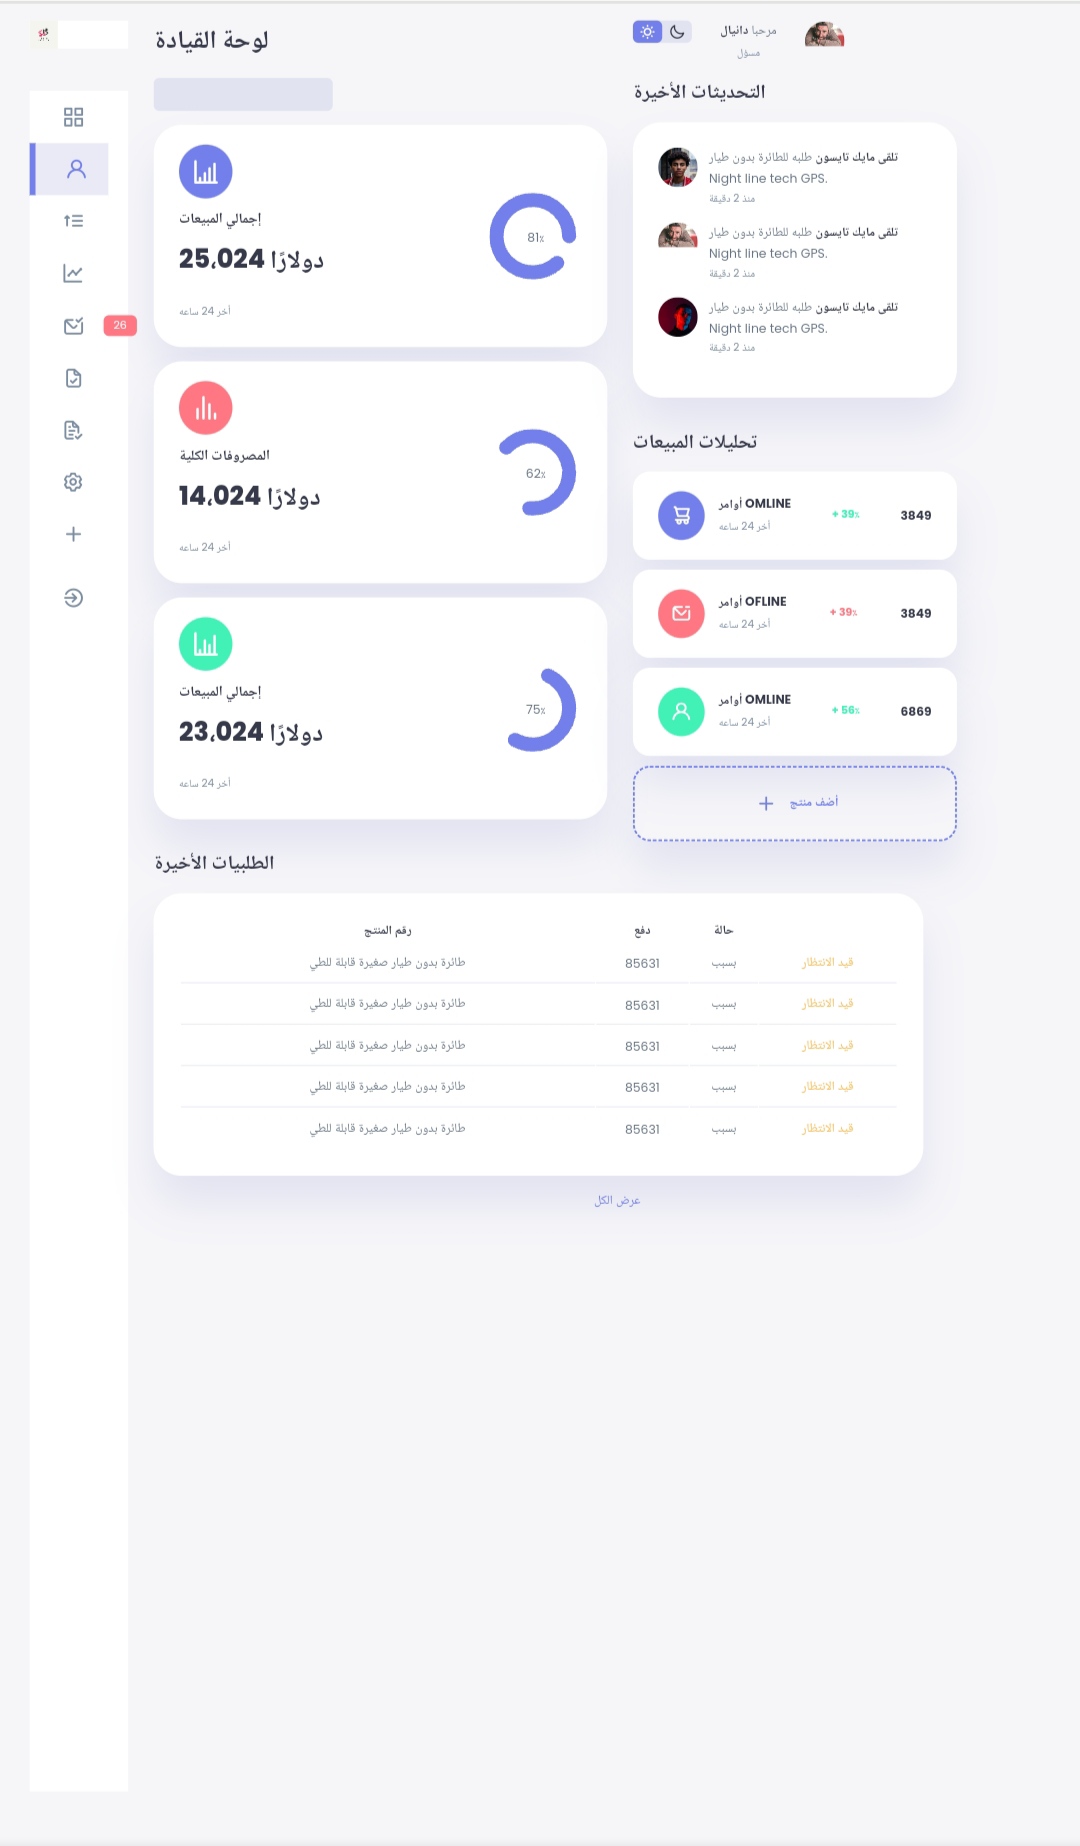 لوحة القيادة
مرحبا دانيال
مسؤل
26
إجمالي المبيعات
دولارًا 25،024
أخر 24 ساعه
81٪
المصروفات الكلية
دولارًا 14،024
أخر 24 ساعه
62٪
إجمالي المبيعات
دولارًا 23،024
أخر 24 ساعه
75٪
التحديثات الأخيرة
تلقى مايك تايسون طلبه للطائرة بدون طيار
Night line tech GPS.
منذ 2 دقيقة
تلقى مايك تايسون طلبه للطائرة بدون طيار
Night line tech GPS.
منذ 2 دقيقة
تلقى مايك تايسون طلبه للطائرة بدون طيار
Night line tech GPS.
منذ 2 دقيقة
تحليلات المبيعات
أوامر OMLINE
أخر 24 ساعه
+ 39٪
3849
أوامر OFLINE
أخر 24 ساعه
+ 39٪
3849
أوامر OMLINE
أخر 24 ساعه
+ 56٪
6869
أضف منتج
الطلبيات الأخيرة
رقم المنتج دفع حالة
طائرة بدون طيار صغيرة قابلة للطي 85631 بسبب قيد الانتظار
طائرة بدون طيار صغيرة قابلة للطي 85631 بسبب قيد الانتظار
طائرة بدون طيار صغيرة قابلة للطي 85631 بسبب قيد الانتظار
طائرة بدون طيار صغيرة قابلة للطي 85631 بسبب قيد الانتظار
طائرة بدون طيار صغيرة قابلة للطي 85631 بسبب قيد الانتظار
عرض الكل